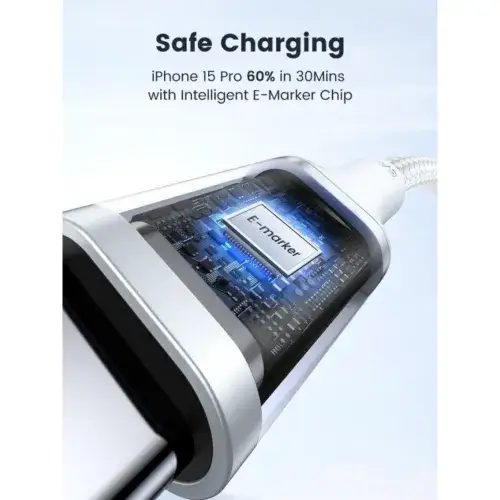 Safe Charging
iPhone 15 Pro 60% in 30Mins
with Intelligent E-Marker Chip
E-marker